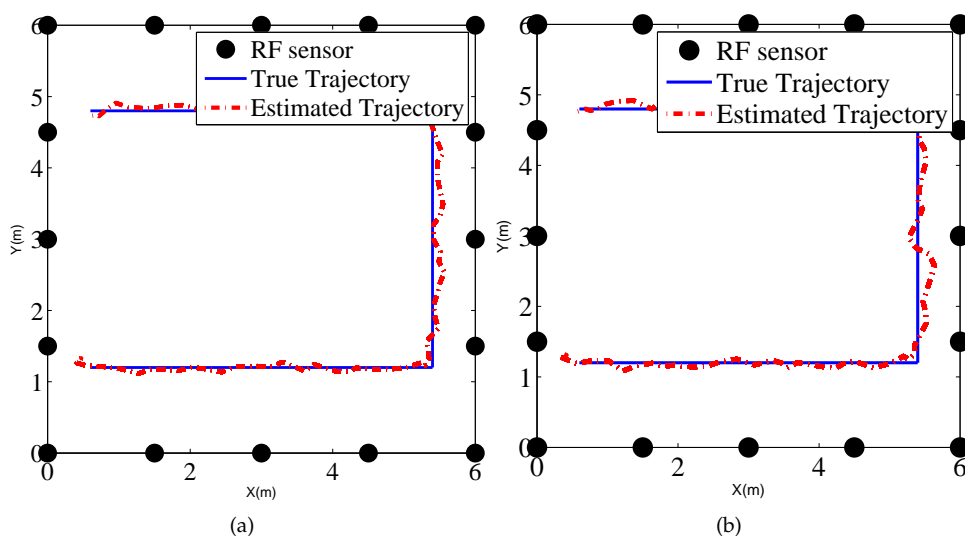 6
RF sensor
True Trajectory
Estimated Trajectory
5
4
3
2
1
0
Y(m)
0 2 4 6
X(m)
(a)
6
RF sensor
True Trajectory
Estimated Trajectory
5
4
3
2
1
0
Y(m)
0 2 4 6
X(m)
(b)